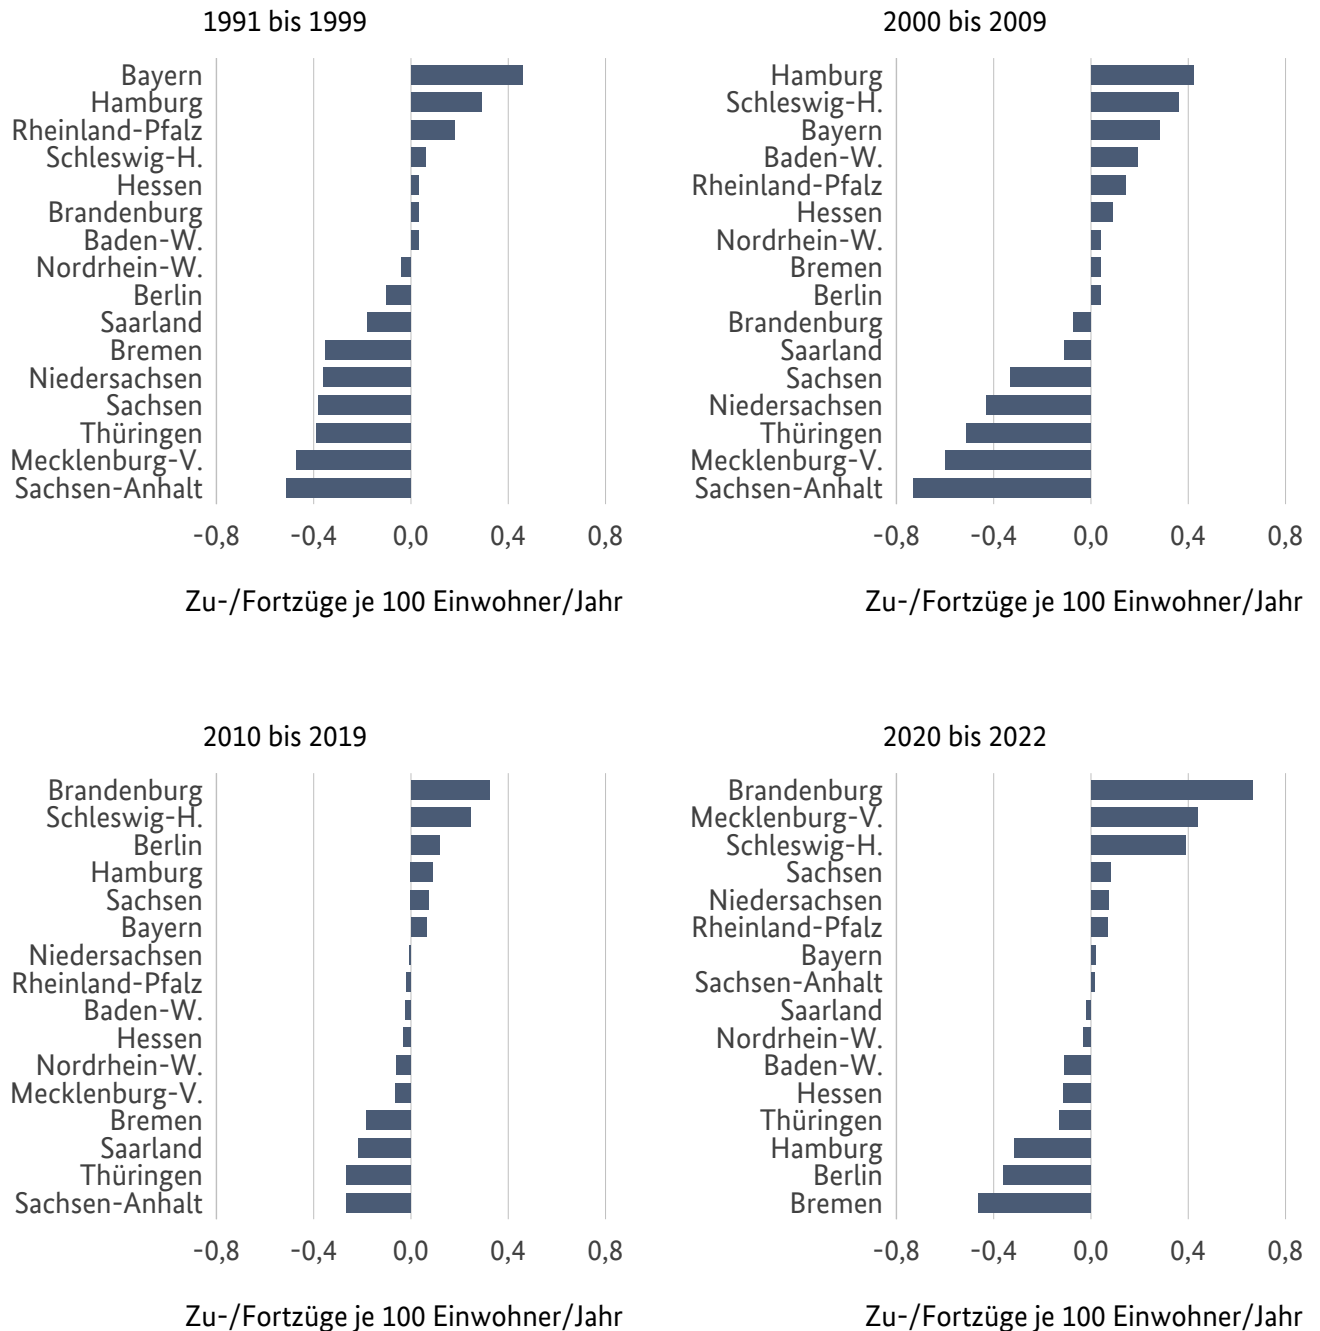 1991 bis 1999
Bayern
Hamburg
Rheinland-Pfalz
Schleswig-H.
Hessen
Brandenburg
Baden-W.
Nordrhein-W.
Berlin
Saarland
Bremen
Niedersachsen
Sachsen
Thüringen
Mecklenburg-V.
Sachsen-Anhalt
-0,8 -0,4 0,0 0,4 0,8
Zu-/Fortzüge je 100 Einwohner/Jahr
2000 bis 2009
Hamburg
Schleswig-H.
Bayern
Baden-W.
Rheinland-Pfalz
Hessen
Nordrhein-W.
Bremen
Berlin
Brandenburg
Saarland
Sachsen
Niedersachsen
Thüringen
Mecklenburg-V.
Sachsen-Anhalt
-0,8 -0,4 0,0 0,4 0,8
Zu-/Fortzüge je 100 Einwohner/Jahr
2010 bis 2019
Brandenburg
Schleswig-H.
Berlin
Hamburg
Sachsen
Bayern
Niedersachsen
Rheinland-Pfalz
Baden-W.
Hessen
Nordrhein-W.
Mecklenburg-V.
Bremen
Saarland
Thüringen
Sachsen-Anhalt
-0,8 -0,4 0,0 0,4 0,8
Zu-/Fortzüge je 100 Einwohner/Jahr
2020 bis 2022
Brandenburg
Mecklenburg-V.
Schleswig-H.
Sachsen
Niedersachsen
Rheinland-Pfalz
Bayern
Sachsen-Anhalt
Saarland
Nordrhein-W.
Baden-W.
Hessen
Thüringen
Hamburg
Berlin
Bremen
-0,8 -0,4 0,0 0,4 0,8
Zu-/Fortzüge je 100 Einwohner/Jahr